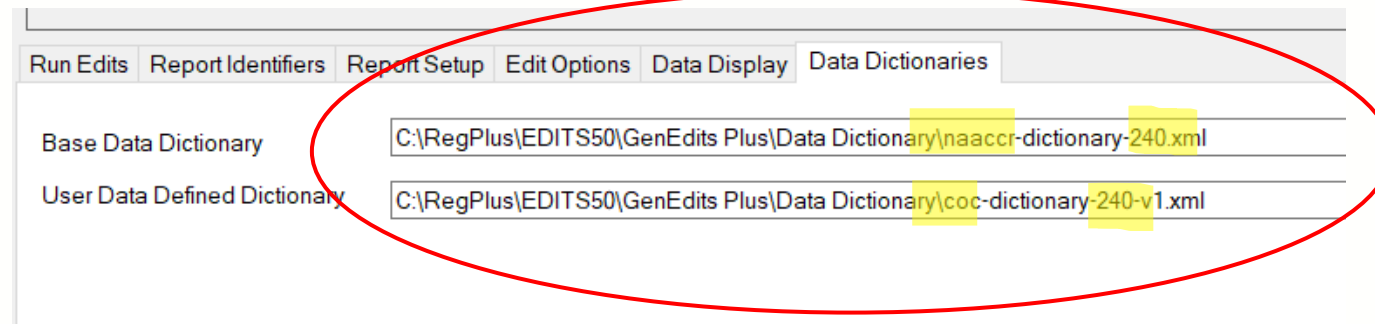 Run Edits Report Identifiers Report Setup Edit Options Data Display Data Dictionaries
Base Data Dictionary C:\RegPlus\EDITS50\GenEdits Plus\Data Dictionary\naaccr-dictionary-240.xml
User Data Defined Dictionary C:\RegPlus\EDITS50\GenEdits Plus\Data Dictionary\coc-dictionary-240-v1.xml